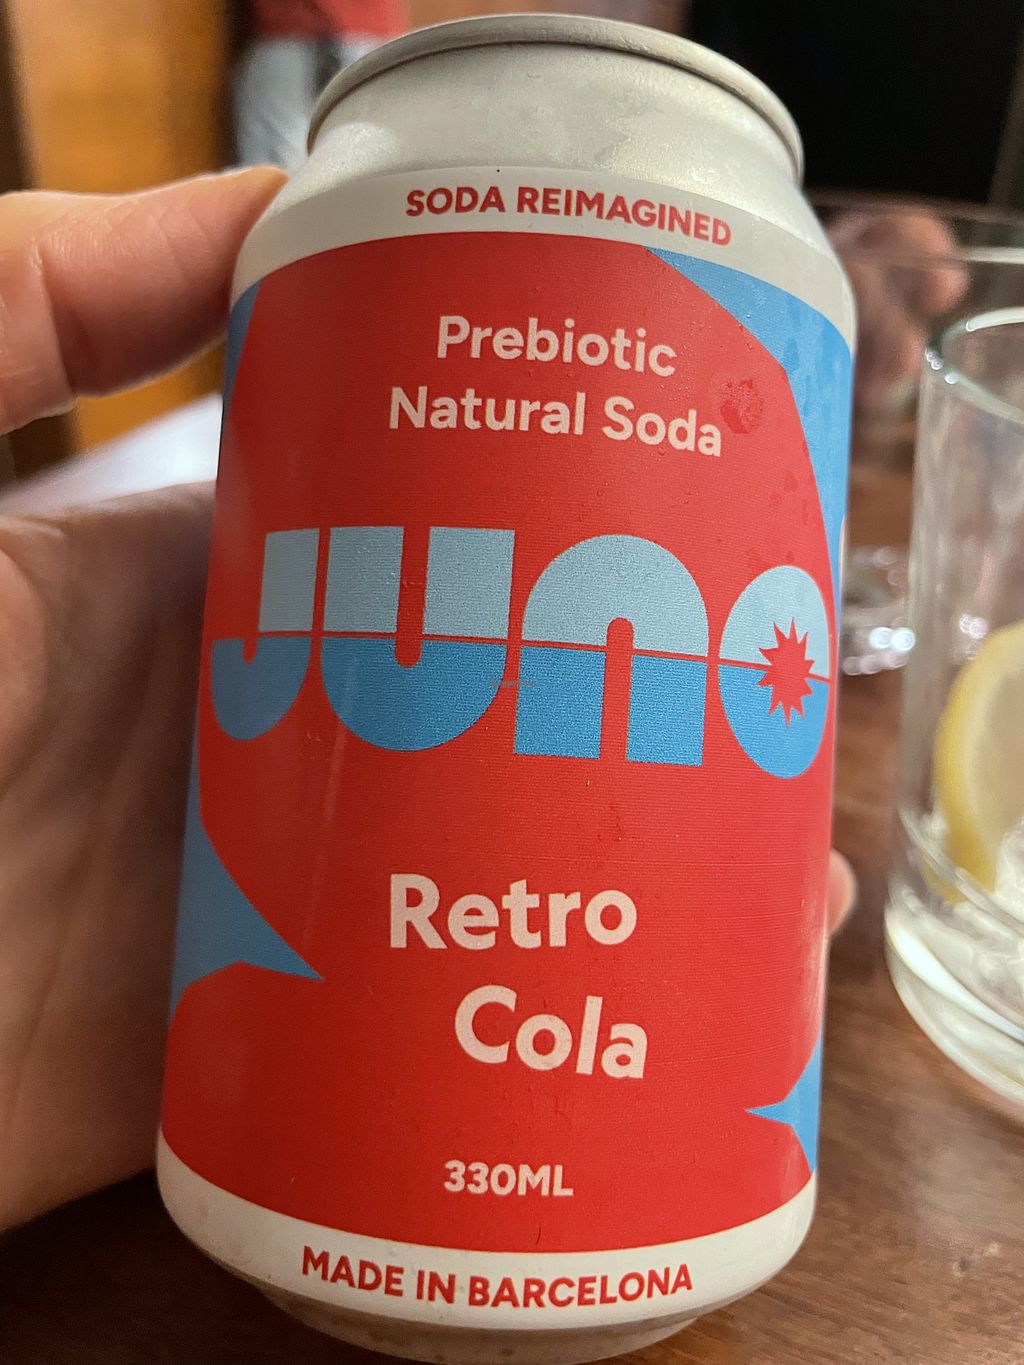 SODA REIMAGINED
Prebiotic
Natural Soda
JUNO
Retro
Cola
330ML
MADE IN BARCELONA